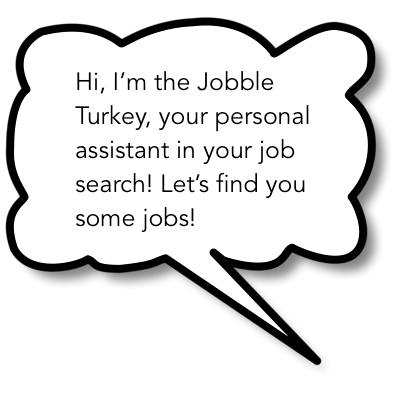 Hi, I’m the Jobble
Turkey, your personal
assistant in your job
search! Let’s find you
some jobs!